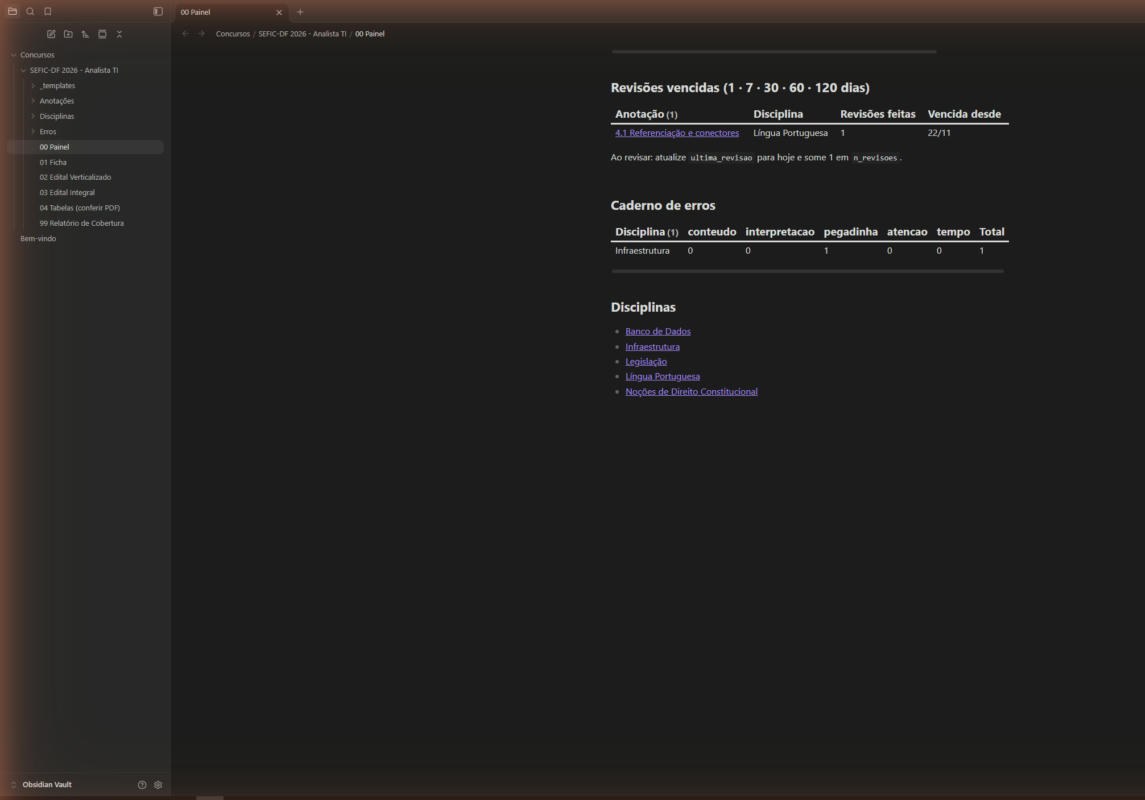 00 Painel
Concursos / SEFIC-DF 2026 - Analista TI / 00 Painel
Concursos
SEFIC-DF 2026 - Analista TI
_templates
Anotações
Disciplinas
Erros
00 Painel
01 Ficha
02 Edital Verticalizado
03 Edital Integral
04 Tabelas (conferir PDF)
99 Relatório de Cobertura
Bem-vindo
Obsidian Vault
Revisões vencidas (1 · 7 · 30 · 60 · 120 dias)
Anotação (1) Disciplina Revisões feitas Vencida desde
4.1 Referenciação e conectores Língua Portuguesa 1 22/11
Ao revisar: atualize ultima_revisao para hoje e some 1 em n_revisoes.
Caderno de erros
Disciplina (1) conteudo interpretacao pegadinha atencao tempo Total
Infraestrutura 0 0 1 0 0 1
Disciplinas
Banco de Dados
Infraestrutura
Legislação
Língua Portuguesa
Noções de Direito Constitucional